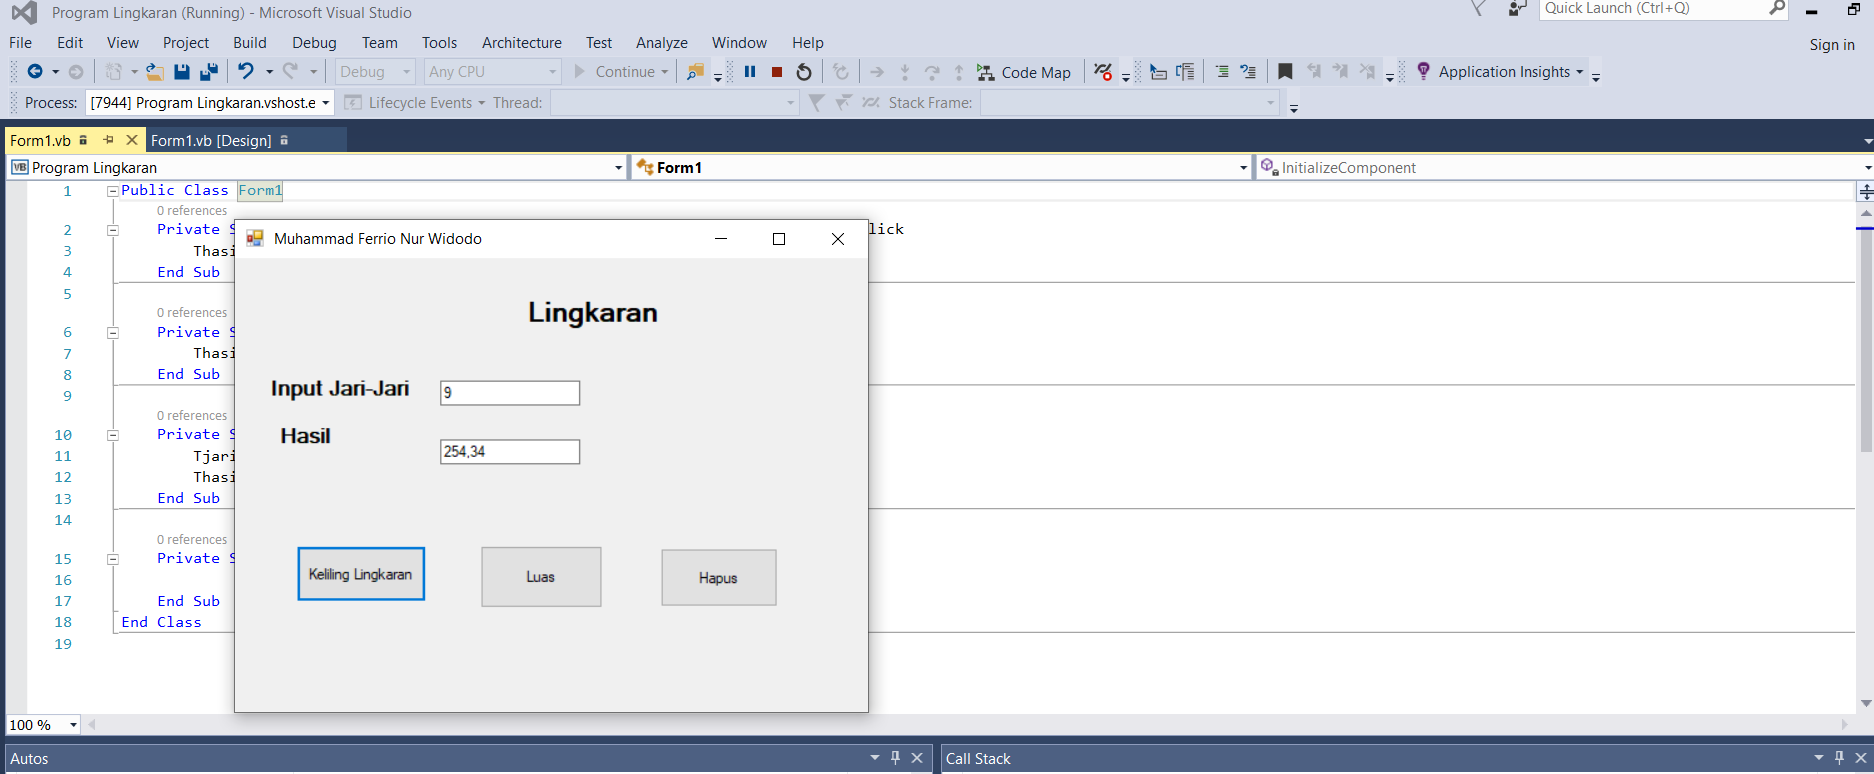 Program Lingkaran (Running) - Microsoft Visual Studio
Quick Launch (Ctrl+Q)
File Edit View Project Build Debug Team Tools Architecture Test Analyze Window Help
Sign in
Debug Any CPU Continue Code Map Application Insights
Process: [7944] Program Lingkaran.vshost.e Lifecycle Events Thread: Stack Frame:
Form1.vb Form1.vb [Design]
VB Program Lingkaran Form1 InitializeComponent
1 Public Class Form1
0 references
2 Private S lick
3 Thasi
4 End Sub
5
0 references
6 Private S
7 Thasi
8 End Sub
9
0 references
10 Private S
11 Tjari
12 Thasi
13 End Sub
14
0 references
15 Private S
16
17 End Sub
18 End Class
19
Muhammad Ferrio Nur Widodo
Lingkaran
Input Jari-Jari 9
Hasil 254,34
Keliling Lingkaran Luas Hapus
100 %
Autos Call Stack